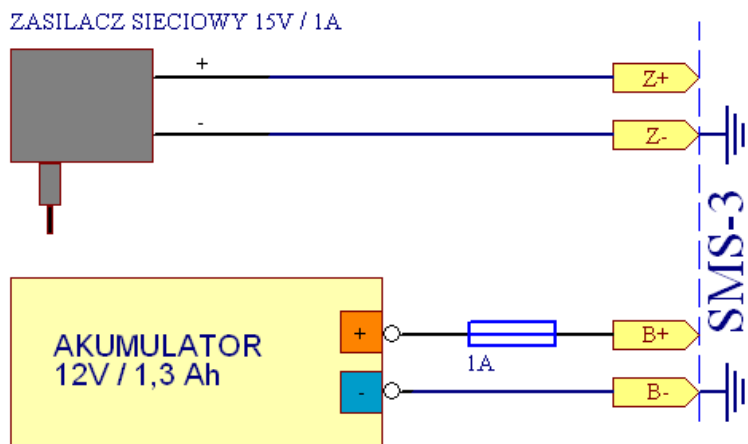 ZASILACZ SIECIOWY 15V / 1A
+
Z+
-
Z-
SMS-3
AKUMULATOR
12V / 1,3 Ah
+
1A
B+
-
B-